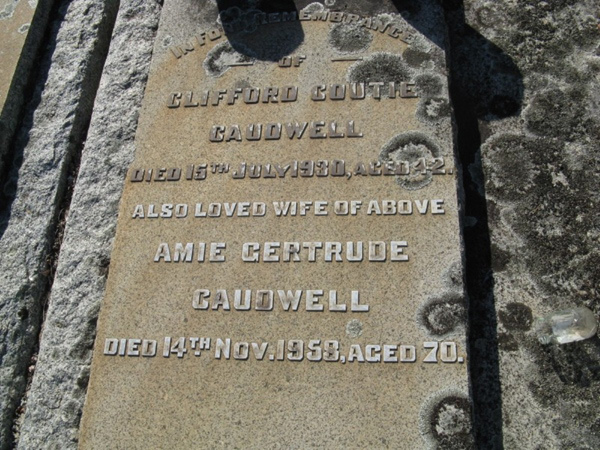 IN FOND REMEMBRANCE
OF
CLIFFORD COUTIE
CAUDWELL
DIED 15TH JULY 1930, AGED 42.
ALSO LOVED WIFE OF ABOVE
AMIE GERTRUDE
CAUDWELL
DIED 14TH NOV. 1959, AGED 70.